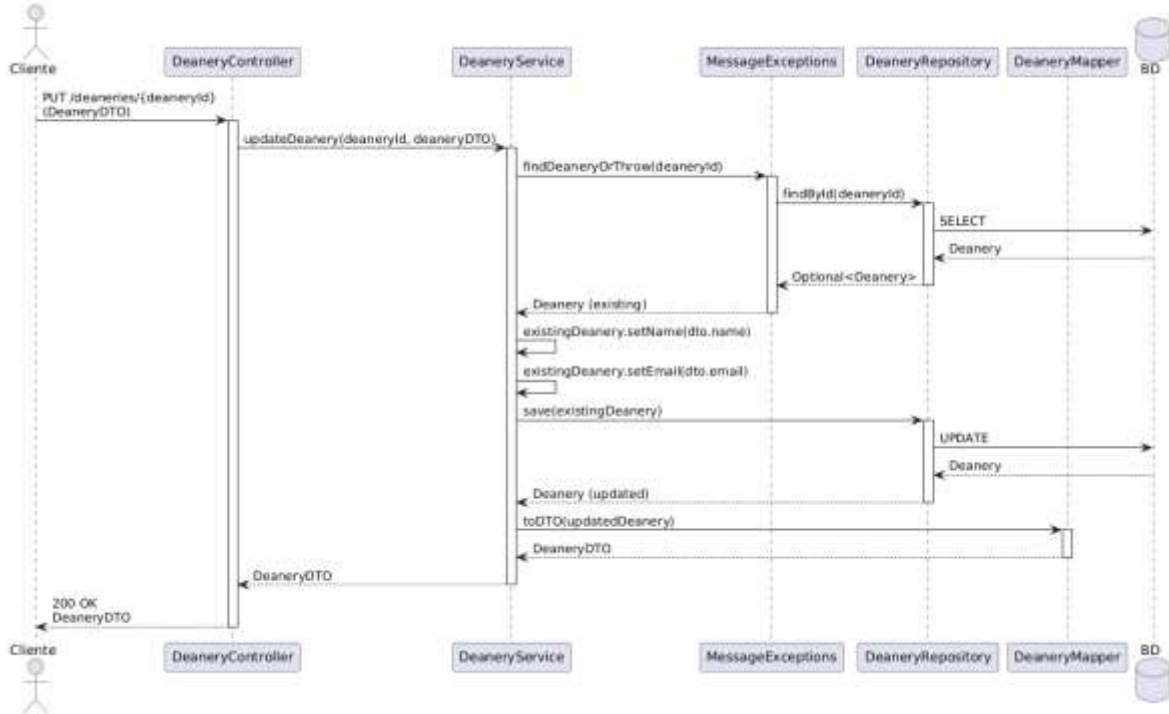 Cliente
DeaneryController
DeaneryService
MessageExceptions
DeaneryRepository
DeaneryMapper
BD
PUT /deaneries/{deaneryId}
(DeaneryDTO)
updateDeanery(deaneryId, deaneryDTO)
findDeaneryOrThrow(deaneryId)
findById(deaneryId)
SELECT
Deanery
Optional<Deanery>
Deanery (existing)
existingDeanery.setName(dto.name)
existingDeanery.setEmail(dto.email)
save(existingDeanery)
UPDATE
Deanery
Deanery (updated)
toDTO(updatedDeanery)
DeaneryDTO
DeaneryDTO
200 OK
DeaneryDTO
Cliente
DeaneryController
DeaneryService
MessageExceptions
DeaneryRepository
DeaneryMapper
BD